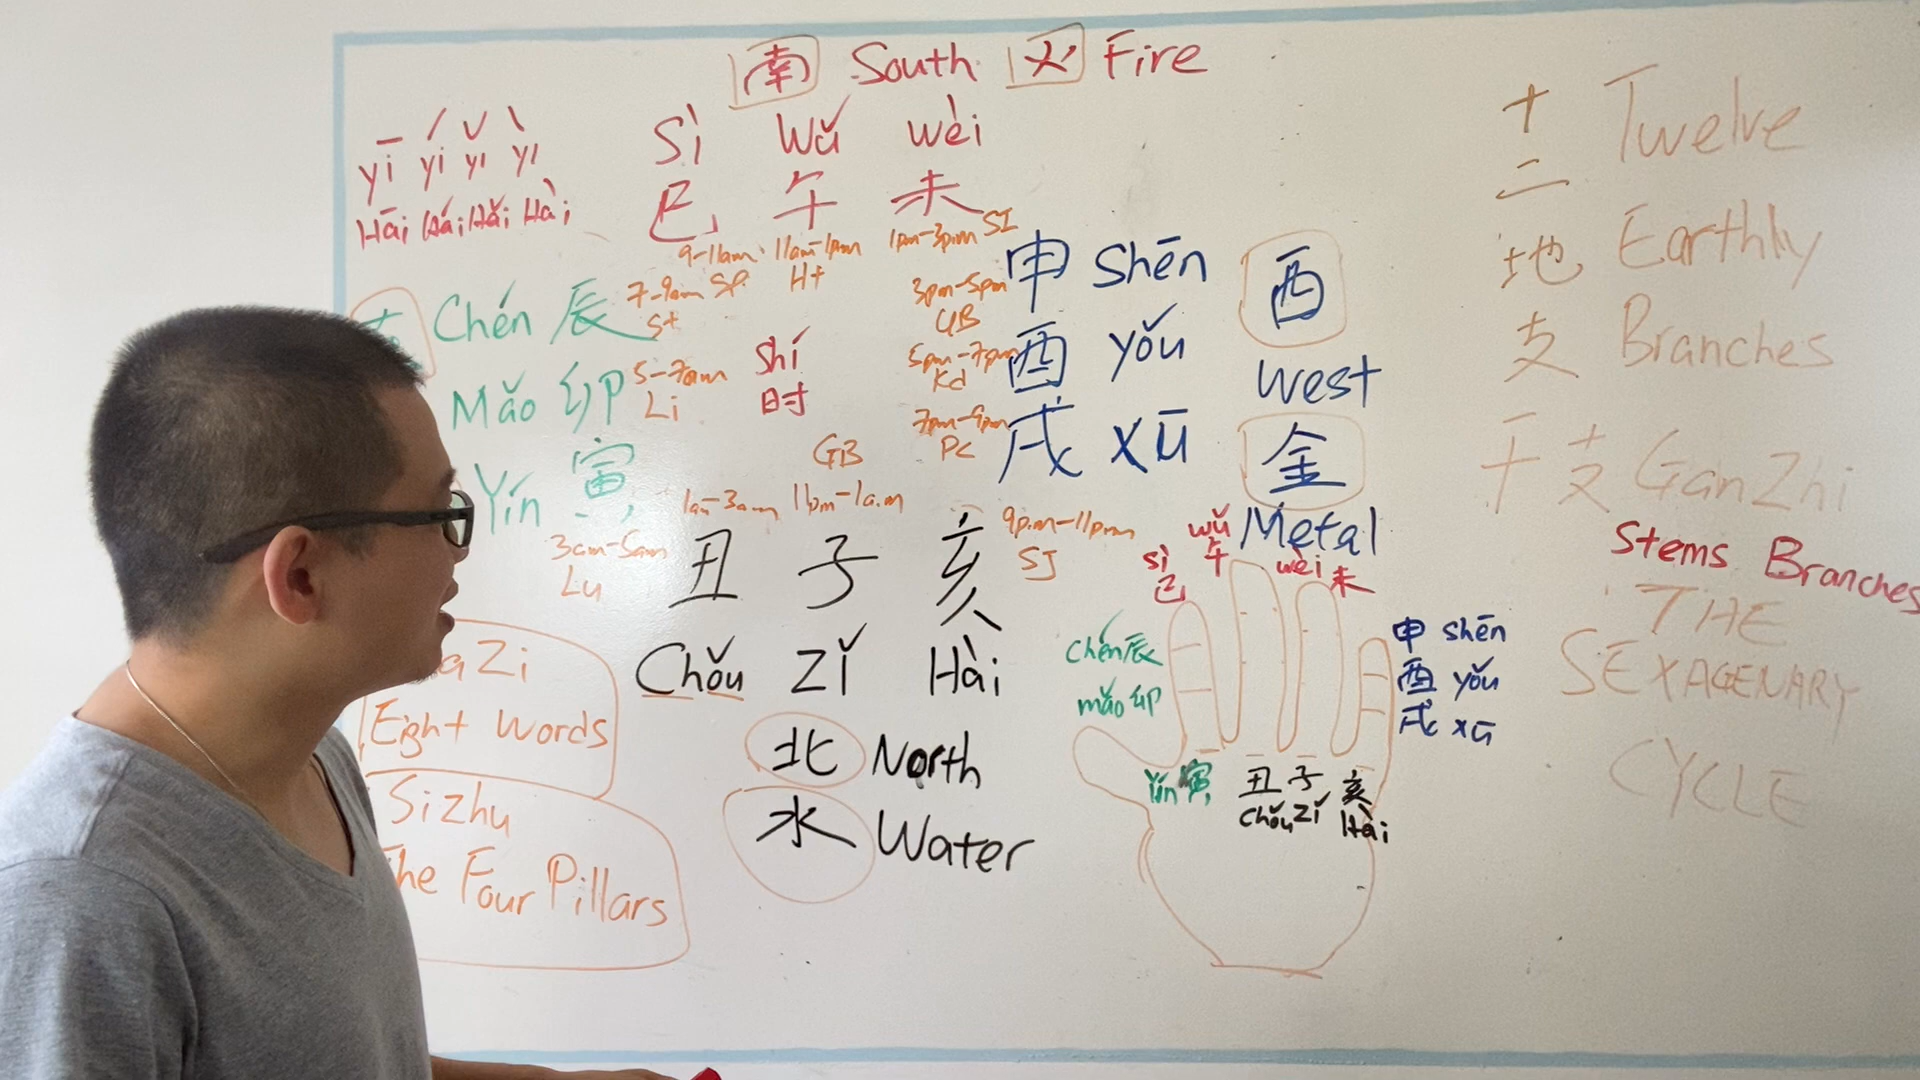 南 South 火 Fire
yī yí yǐ yì
Hāi Hái Hǎi Hài
Sì Wǔ Wèi
巳 午 未
9-11am 11am-1pm 1pm-3pm SI
Ht
Chén 辰 7-9am SP
St
Mǎo 卯 5-7am
Li
Yín 寅
3am-5am
Lu
Shí
时
3pm-5pm 申 Shēn
UB
5pm-7pm 酉 yǒu
Kd
7pm-9pm 戌 xū
PC
西
West
金
Metal
GB
1am-3am 11pm-1a.m
9p.m-11pm
SJ
丑 子 亥
Chǒu Zǐ Hài
北 North
水 Water
aZi
Eight Words
Sizhu
he Four Pillars
sì
巳
wǔ
午
wèi 未
chén 辰
mǎo 卯
Yín 寅
丑 子 亥
chǒu zǐ Hài
申 shēn
酉 yǒu
戌 xū
十 Twelve
二
地 Earthly
支 Branches
干支 GanZhi
Stems Branches
THE
SEXAGENARY
CYCLE